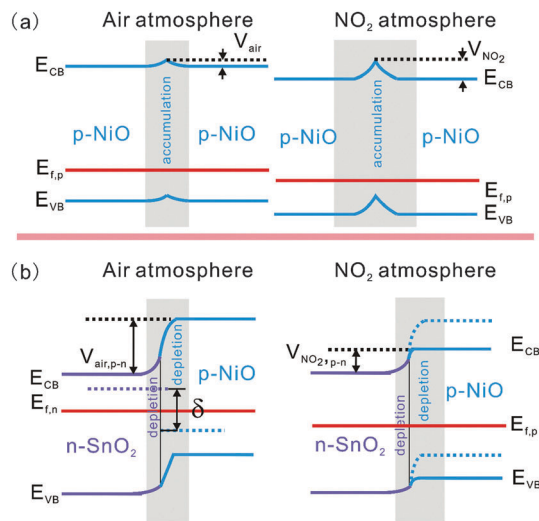 (a) Air atmosphere NO₂ atmosphere
V_air V_NO₂
E_CB E_CB
p-NiO accumulation p-NiO p-NiO accumulation p-NiO
E_f,p E_f,p
E_VB E_VB
(b) Air atmosphere NO₂ atmosphere
V_air,p-n depletion p-NiO V_NO₂,p-n depletion p-NiO
E_CB E_CB
E_f,n depletion δ depletion E_f,p
n-SnO₂ n-SnO₂
E_VB E_VB